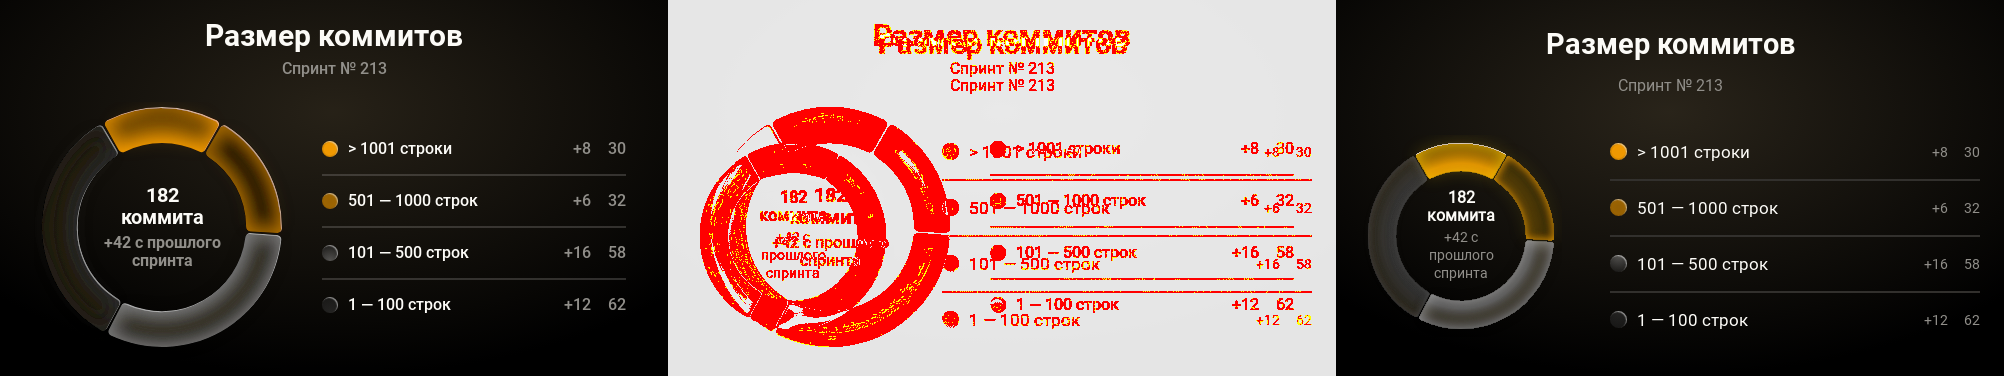 Размер коммитов
Спринт № 213
182
коммита
+42 с прошлого
спринта
> 1001 строки +8 30
501 — 1000 строк +6 32
101 — 500 строк +16 58
1 — 100 строк +12 62
Размер коммитов
Размер коммитов
Спринт № 213
Спринт № 213
182 182
коммита коммита
+42 с
+42 с прошлого
прошлого
спринта
спринта
> 1001 строки +8 30
> 1001 строки +8 30
501 — 1000 строк +6 32
501 — 1000 строк +6 32
101 — 500 строк +16 58
101 — 500 строк +16 58
1 — 100 строк +12 62
1 — 100 строк +12 62
Размер коммитов
Спринт № 213
182
коммита
+42 с
прошлого
спринта
> 1001 строки +8 30
501 — 1000 строк +6 32
101 — 500 строк +16 58
1 — 100 строк +12 62